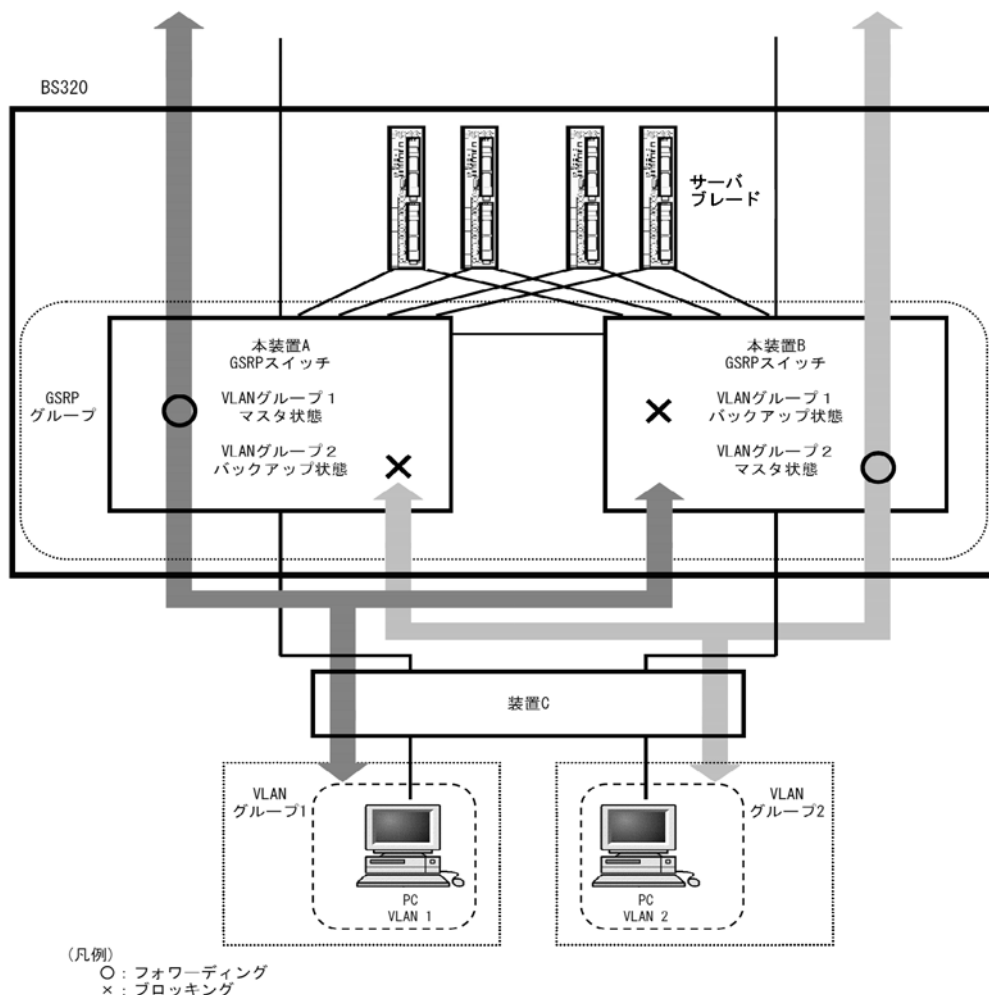 BS320
サーバ
ブレード
GSRP
グループ
本装置A
GSRPスイッチ
VLANグループ1
マスタ状態
VLANグループ2
バックアップ状態
本装置B
GSRPスイッチ
VLANグループ1
バックアップ状態
VLANグループ2
マスタ状態
装置C
VLAN
グループ1
PC
VLAN 1
VLAN
グループ2
PC
VLAN 2
(凡例)
○:フォワーディング
×:ブロッキング